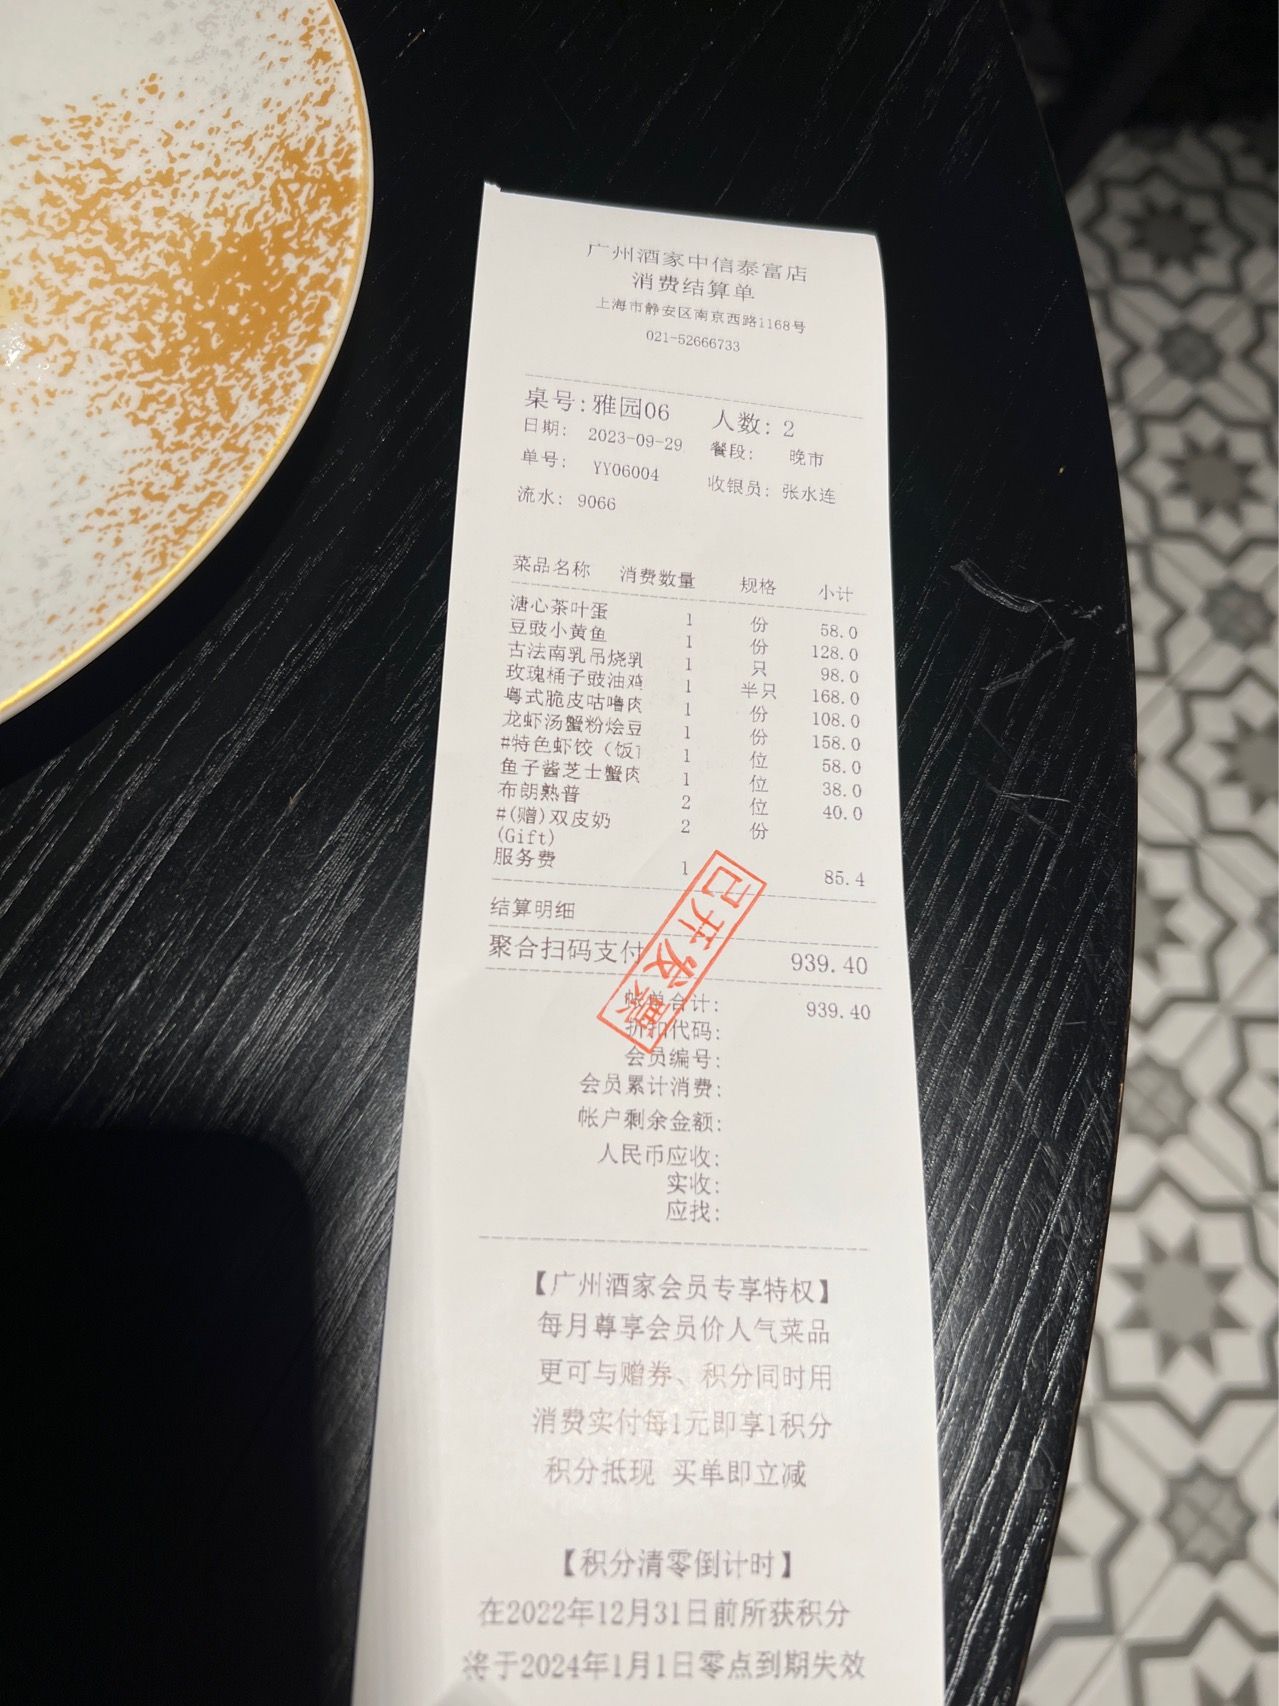 广州酒家中信泰富店
消费结算单
上海市静安区南京西路1168号
021-52666733
桌号:雅园06 人数: 2
日期: 2023-09-29 餐段: 晚市
单号: YY06004 收银员: 张水连
流水: 9066
菜品名称 消费数量 规格 小计
溏心茶叶蛋 1 份 58.0
豆豉小黄鱼 1 份 128.0
古法南乳吊烧乳 1 只 98.0
玫瑰桶子豉油鸡 1 半只 168.0
粤式脆皮咕噜肉 1 份 108.0
龙虾汤蟹粉烩豆 1 份 158.0
#特色虾饺（饭 1 位 58.0
鱼子酱芝士蟹肉 1 位 38.0
布朗熟普 2 位 40.0
#(赠)双皮奶 2 份
(Gift)
服务费 1 85.4
已开发票
结算明细
聚合扫码支付 939.40
帐单合计: 939.40
折扣代码:
会员编号:
会员累计消费:
帐户剩余金额:
人民币应收:
实收:
应找:
【广州酒家会员专享特权】
每月尊享会员价人气菜品
更可与赠券、积分同时用
消费实付每1元即享1积分
积分抵现 买单即立减
【积分清零倒计时】
在2022年12月31日前所获积分
将于2024年1月1日零点到期失效